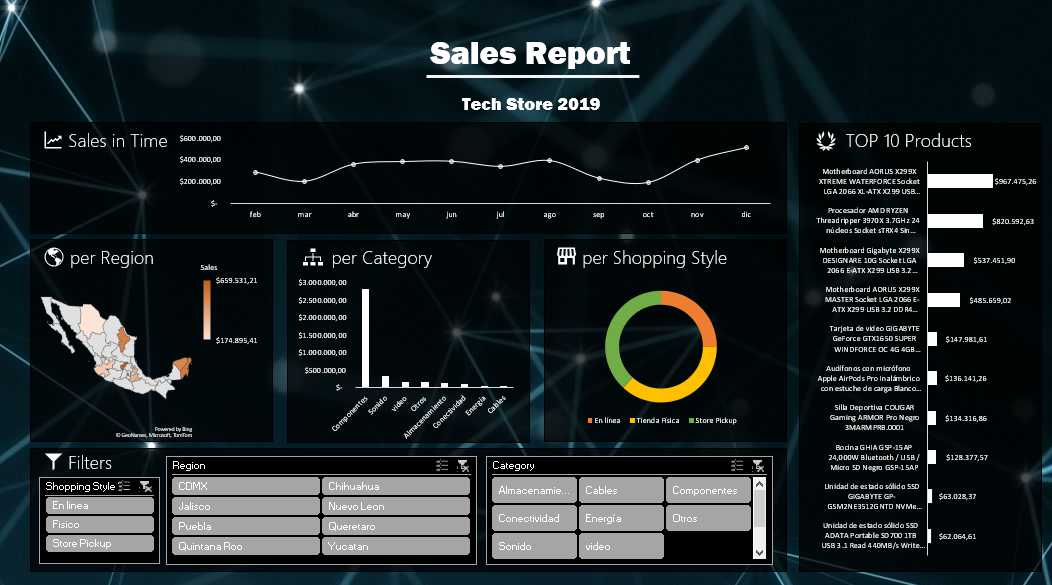 Sales Report
Tech Store 2019
Sales in Time
$600.000,00
$400.000,00
$200.000,00
$-
feb mar abr may jun jul ago sep oct nov dic
per Region
Sales
$659.531,21
$174.895,41
Powered by Bing
© GeoNames, Microsoft, TomTom
per Category
$3.000.000,00
$2.500.000,00
$2.000.000,00
$1.500.000,00
$1.000.000,00
$500.000,00
$-
Componentes
Sonido
video
Otros
Almacenamiento
Conectividad
Energía
Cables
per Shopping Style
En línea Tienda Física Store Pickup
TOP 10 Products
Motherboard AORUS X299X
XTREME WATERFORCE Socket
LGA 2066 XL-ATX X299 USB...
$967.475,26
Procesador AMD RYZEN
Threadripper 3970X 3.7GHz 24
núcleos Socket sTRX4 Sin...
$820.592,63
Motherboard Gigabyte X299X
DESIGNARE 10G Socket LGA
2066 E-ATX X299 USB 3.2...
$537.451,90
Motherboard AORUS X299X
MASTER Socket LGA 2066 E-
ATX X299 USB 3.2 DDR4...
$485.659,02
Tarjeta de video GIGABYTE
GeForce GTX1650 SUPER
WINDFORCE OC 4G 4GB...
$147.981,61
Audífonos con micrófono
Apple AirPods Pro Inalámbrico
con estuche de carga Blanco...
$136.141,26
Silla Deportiva COUGAR
Gaming ARMOR Pro Negro
3MARMPRB.0001
$134.316,86
Bocina GHIA GSP-15AP
24,000W Bluetooth / USB /
Micro SD Negro GSP-15AP
$128.377,57
Unidad de estado sólido SSD
GIGABYTE GP-
GSM2NE3512GNTD NVMe...
$63.028,37
Unidad de estado sólido SSD
ADATA Portable SD700 1TB
USB 3.1 Read 440MB/s Write...
$62.064,61
Filters
Shopping Style
En linea
Fisico
Store Pickup
Region
CDMX Chihuahua
Jalisco Nuevo Leon
Puebla Queretaro
Quintana Roo Yucatan
Category
Almacenamie... Cables Componentes
Conectividad Energía Otros
Sonido video